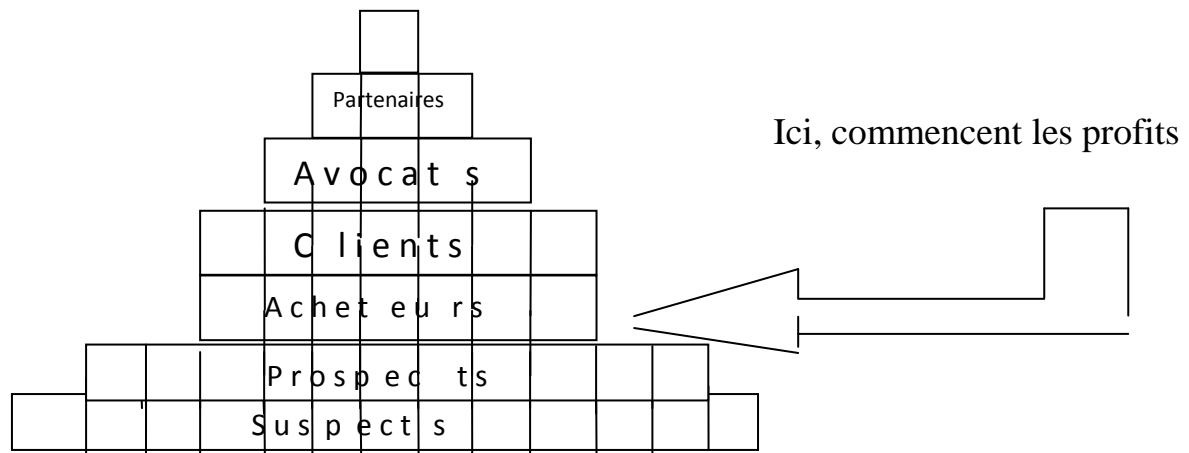 Partenaires
Avocats
Ici, commencent les profits
Clients
Acheteurs
Prospects
Suspects